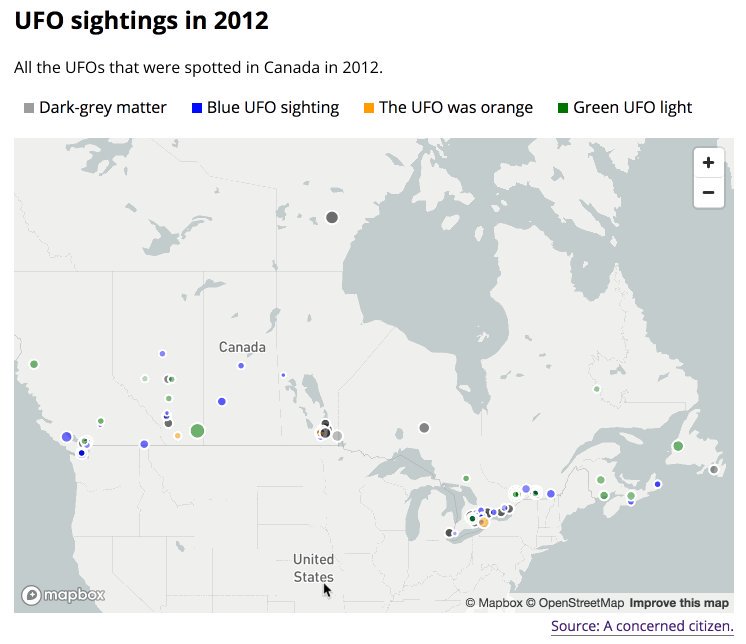 UFO sightings in 2012
All the UFOs that were spotted in Canada in 2012.
Dark-grey matter Blue UFO sighting The UFO was orange Green UFO light
+
−
Canada
United
States
mapbox
© Mapbox © OpenStreetMap Improve this map
Source: A concerned citizen.